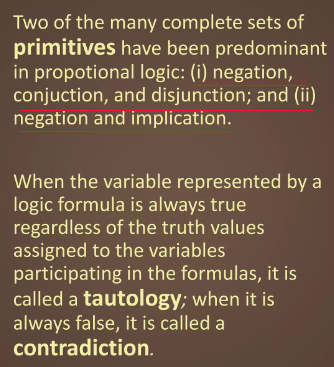 Two of the many complete sets of
primitives have been predominant
in propotional logic: (i) negation,
conjuction, and disjunction; and (ii)
negation and implication.
When the variable represented by a
logic formula is always true
regardless of the truth values
assigned to the variables
participating in the formulas, it is
called a tautology; when it is
always false, it is called a
contradiction.